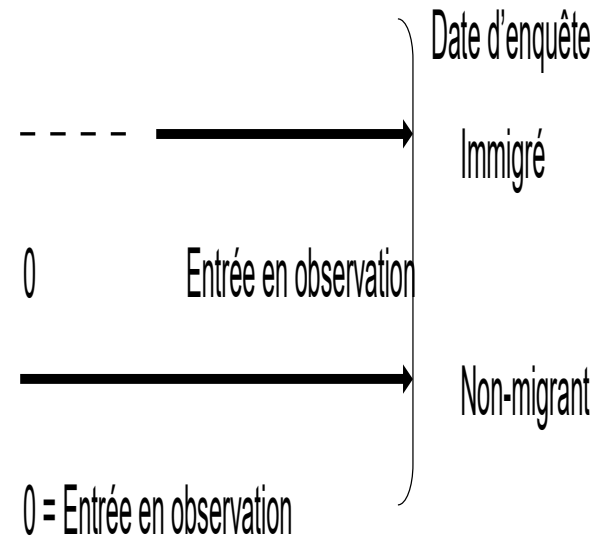 Date d'enquête
Immigré
0 Entrée en observation
Non-migrant
0 = Entrée en observation